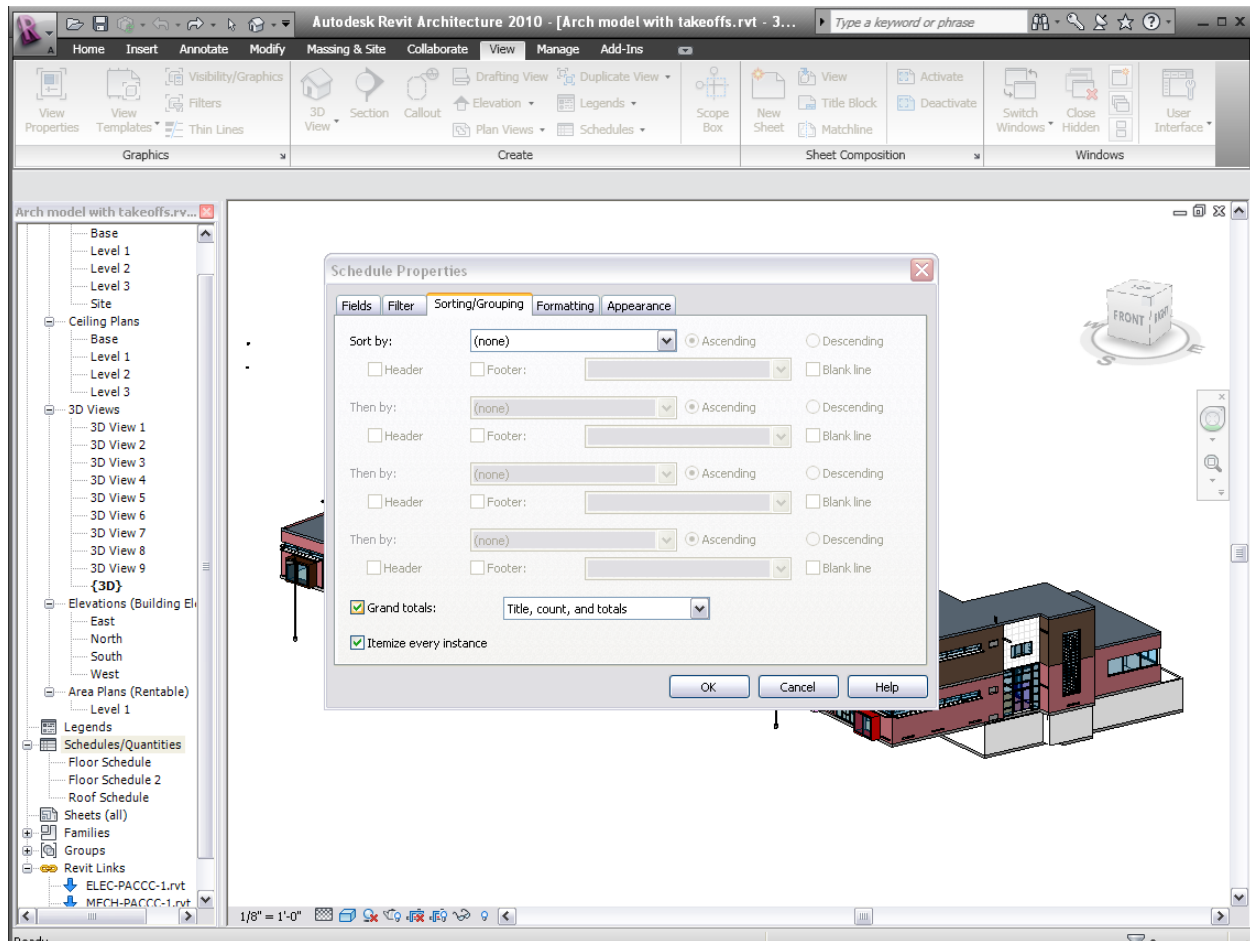 Autodesk Revit Architecture 2010 - [Arch model with takeoffs.rvt - 3...
Type a keyword or phrase
Home Insert Annotate Modify Massing & Site Collaborate View Manage Add-Ins
View Properties
View Templates
Visibility/Graphics
Filters
Thin Lines
3D View
Section
Callout
Drafting View
Elevation
Plan Views
Duplicate View
Legends
Schedules
Scope Box
New Sheet
View
Title Block
Matchline
Activate
Deactivate
Switch Windows
Close Hidden
User Interface
Graphics
Create
Sheet Composition
Windows
Arch model with takeoffs.rv...
Base
Level 1
Level 2
Level 3
Site
Ceiling Plans
Base
Level 1
Level 2
Level 3
3D Views
3D View 1
3D View 2
3D View 3
3D View 4
3D View 5
3D View 6
3D View 7
3D View 8
3D View 9
{3D}
Elevations (Building El
East
North
South
West
Area Plans (Rentable)
Level 1
Legends
Schedules/Quantities
Floor Schedule
Floor Schedule 2
Roof Schedule
Sheets (all)
Families
Groups
Revit Links
ELEC-PACCC-1.rvt
MECH-PACCC-1.rvt
Schedule Properties
Fields Filter Sorting/Grouping Formatting Appearance
Sort by: (none) Ascending Descending
Header Footer: Blank line
Then by: (none) Ascending Descending
Header Footer: Blank line
Then by: (none) Ascending Descending
Header Footer: Blank line
Then by: (none) Ascending Descending
Header Footer: Blank line
Grand totals: Title, count, and totals
Itemize every instance
OK Cancel Help
TOP
FRONT RIGHT
W S E
1/8" = 1'-0"
Ready